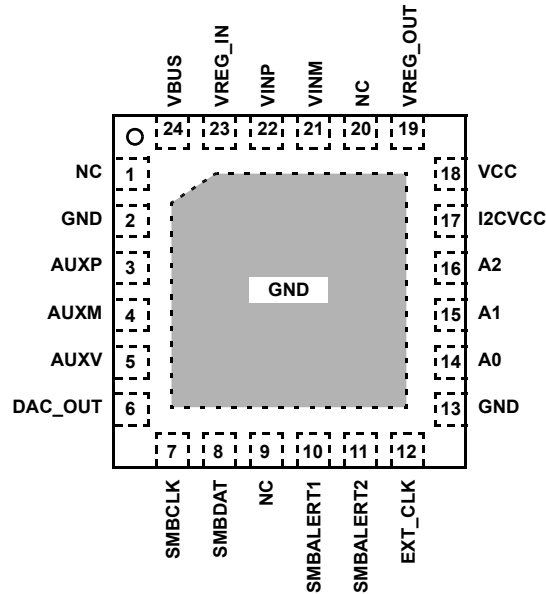 VBUS
VREG_IN
VINP
VINM
NC
VREG_OUT
24
23
22
21
20
19
NC 1
GND 2
AUXP 3
AUXM 4
AUXV 5
DAC_OUT 6
GND
18 VCC
17 I2CVCC
16 A2
15 A1
14 A0
13 GND
7
8
9
10
11
12
SMBCLK
SMBDAT
NC
SMBALERT1
SMBALERT2
EXT_CLK